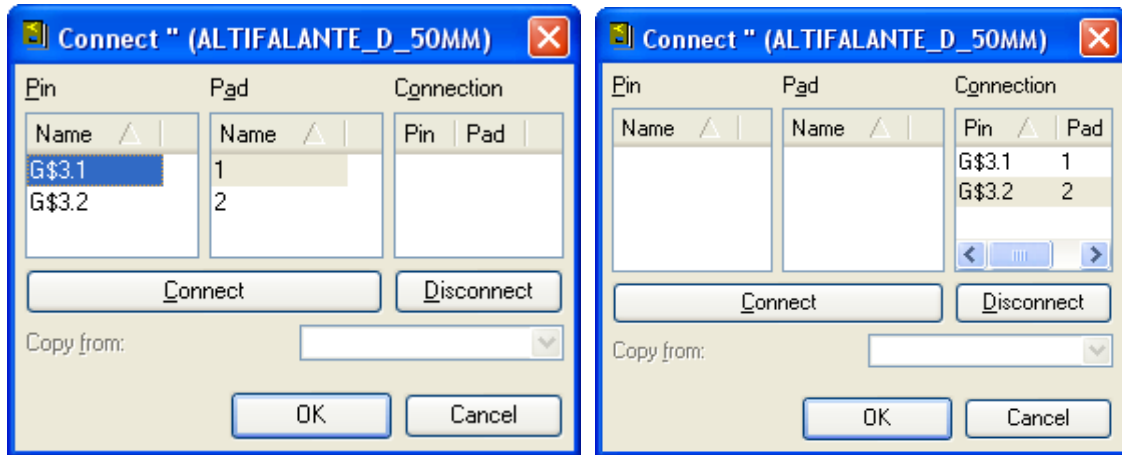 Connect '' (ALTIFALANTE_D_50MM)
Pin Pad Connection
Name Name Pin Pad
G$3.1 1
G$3.2 2
Connect Disconnect
Copy from:
OK Cancel
Connect '' (ALTIFALANTE_D_50MM)
Pin Pad Connection
Name Name Pin Pad
G$3.1 1
G$3.2 2
Connect Disconnect
Copy from:
OK Cancel